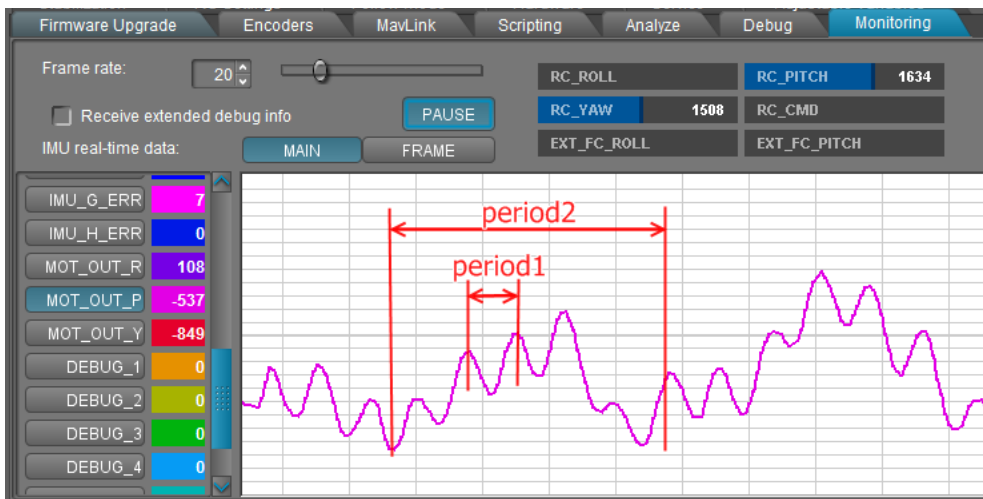 Firmware Upgrade Encoders MavLink Scripting Analyze Debug Monitoring
Frame rate: 20
RC_ROLL RC_PITCH 1634
Receive extended debug info PAUSE
RC_YAW 1508 RC_CMD
IMU real-time data: MAIN FRAME
EXT_FC_ROLL EXT_FC_PITCH
IMU_G_ERR 7
IMU_H_ERR 0
MOT_OUT_R 108
MOT_OUT_P -537
MOT_OUT_Y -849
DEBUG_1 0
DEBUG_2 0
DEBUG_3 0
DEBUG_4 0
period2
period1